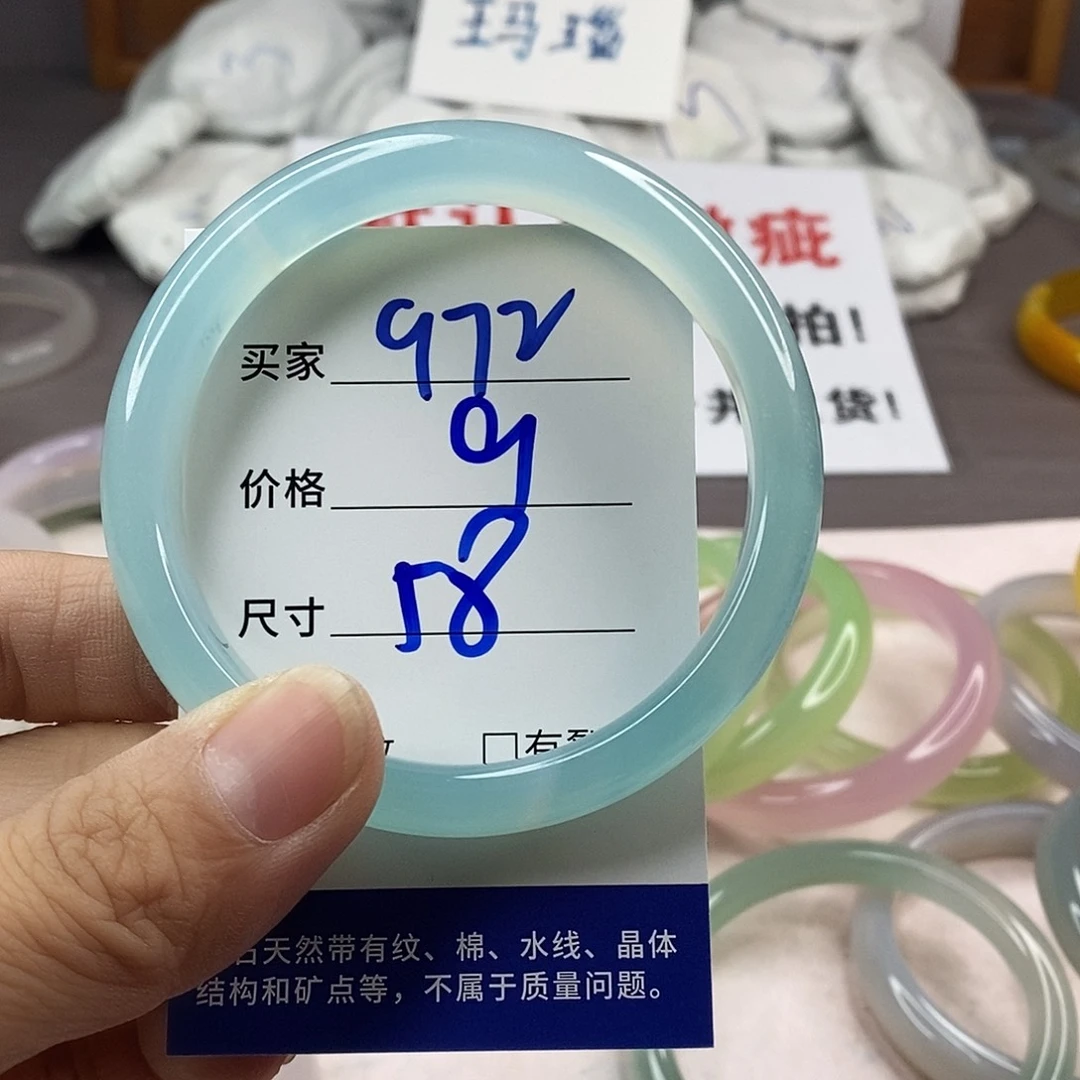 玛瑙
疵
拍!
货!
买家 972
价格 9
尺寸 58
□有裂
石天然带有纹、棉、水线、晶体
结构和矿点等，不属于质量问题。